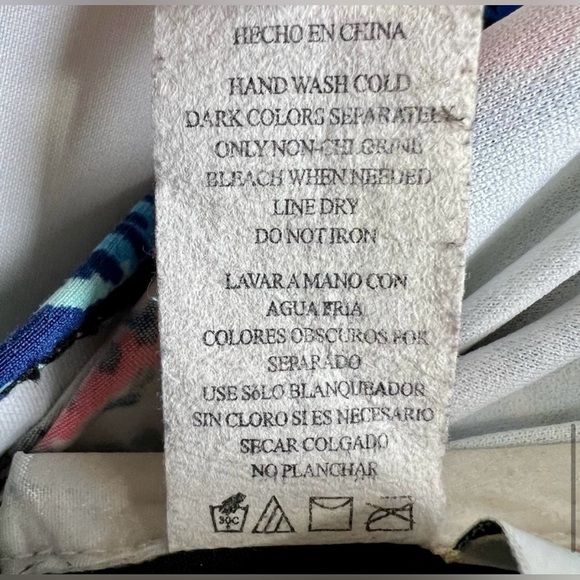 HECHO EN CHINA
HAND WASH COLD
DARK COLORS SEPARATELY
ONLY NON-CHLORINE
BLEACH WHEN NEEDED
LINE DRY
DO NOT IRON
LAVAR A MANO CON
AGUA FRIA
COLORES OBSCUROS POR
SEPARADO
USE SóLO BLANQUEADOR
SIN CLORO SI ES NECESARIO
SECAR COLGADO
NO PLANCHAR
30C